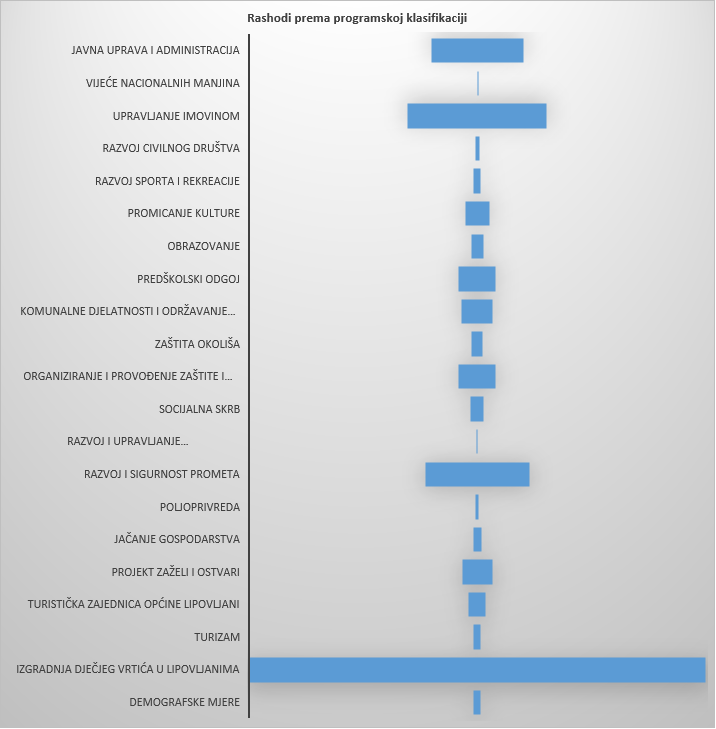 Rashodi prema programskoj klasifikaciji
JAVNA UPRAVA I ADMINISTRACIJA
VIJEĆE NACIONALNIH MANJINA
UPRAVLJANJE IMOVINOM
RAZVOJ CIVILNOG DRUŠTVA
RAZVOJ SPORTA I REKREACIJE
PROMICANJE KULTURE
OBRAZOVANJE
PREDŠKOLSKI ODGOJ
KOMUNALNE DJELATNOSTI I ODRŽAVANJE...
ZAŠTITA OKOLIŠA
ORGANIZIRANJE I PROVOĐENJE ZAŠTITE I...
SOCIJALNA SKRB
RAZVOJ I UPRAVLJANJE...
RAZVOJ I SIGURNOST PROMETA
POLJOPRIVREDA
JAČANJE GOSPODARSTVA
PROJEKT ZAŽELI I OSTVARI
TURISTIČKA ZAJEDNICA OPĆINE LIPOVLJANI
TURIZAM
IZGRADNJA DJEČJEG VRTIĆA U LIPOVLJANIMA
DEMOGRAFSKE MJERE